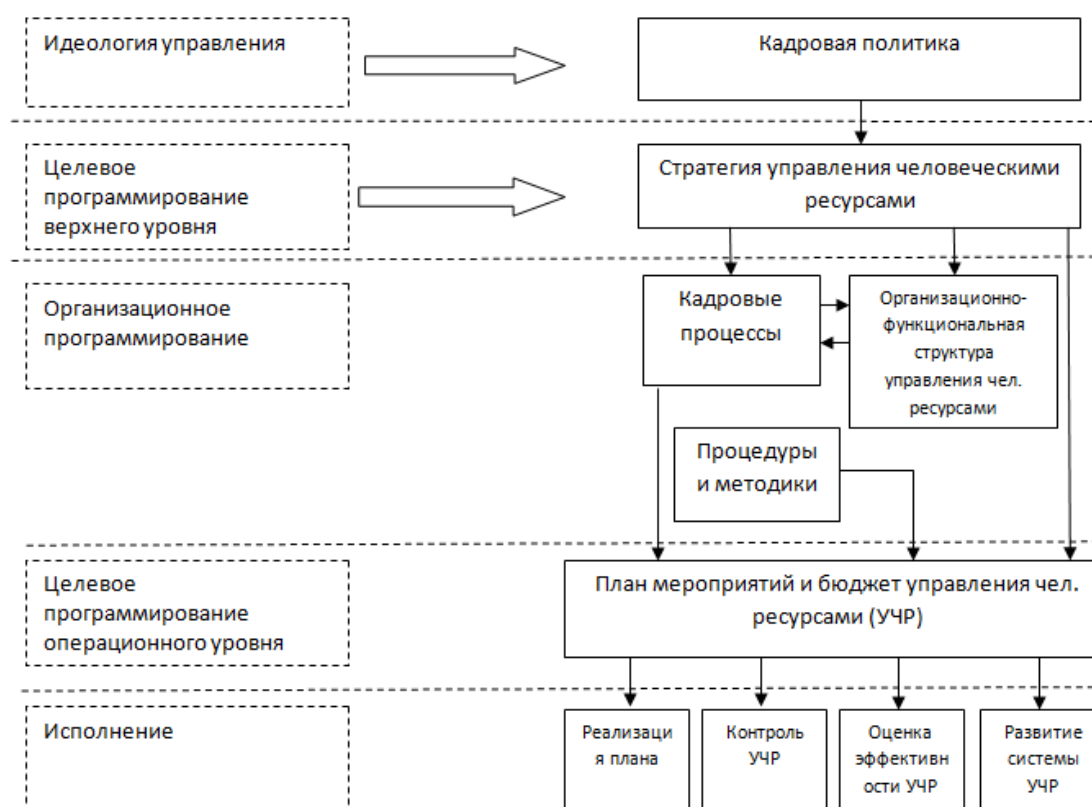 Идеология управления
Кадровая политика
Целевое
программирование
верхнего уровня
Стратегия управления человеческими
ресурсами
Организационное
программирование
Кадровые
процессы
Организационно-
функциональная
структура
управления чел.
ресурсами
Процедуры
и методики
Целевое
программирование
операционного уровня
План мероприятий и бюджет управления чел.
ресурсами (УЧР)
Исполнение
Реализаци
я плана
Контроль
УЧР
Оценка
эффективн
ости УЧР
Развитие
системы
УЧР